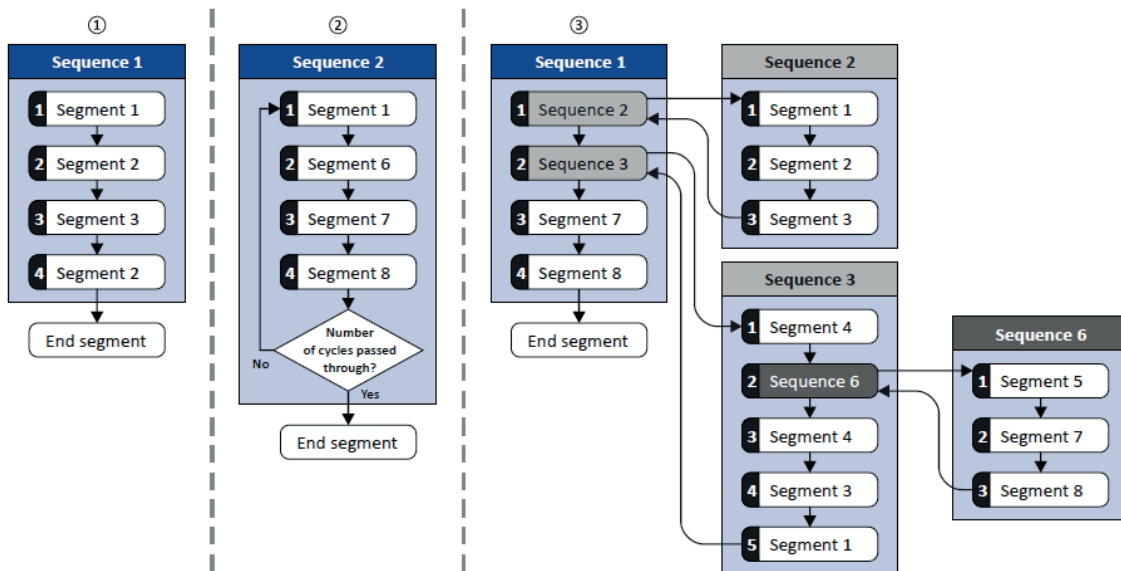 ①
Sequence 1
1 Segment 1
2 Segment 2
3 Segment 3
4 Segment 2
End segment
②
Sequence 2
1 Segment 1
2 Segment 6
3 Segment 7
4 Segment 8
Number
of cycles passed
through?
No
Yes
End segment
③
Sequence 1
1 Sequence 2
2 Sequence 3
3 Segment 7
4 Segment 8
End segment
Sequence 2
1 Segment 1
2 Segment 2
3 Segment 3
Sequence 3
1 Segment 4
2 Sequence 6
3 Segment 4
4 Segment 3
5 Segment 1
Sequence 6
1 Segment 5
2 Segment 7
3 Segment 8